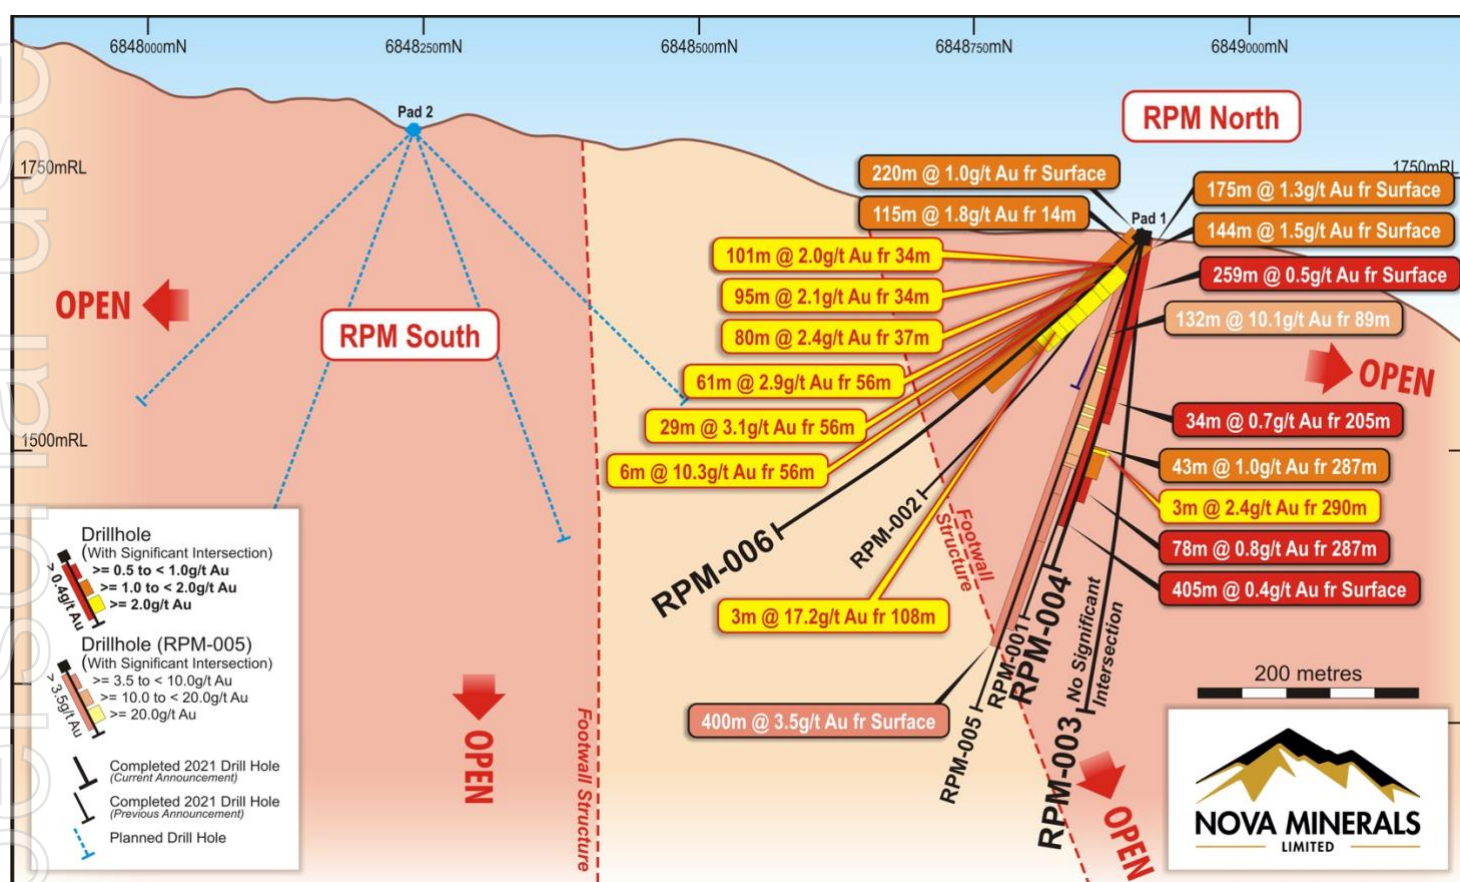 6848000mN
6848250mN
6848500mN
6848750mN
6849000mN
Pad 2
RPM North
1750mRL
1750mRL
220m @ 1.0g/t Au fr Surface
175m @ 1.3g/t Au fr Surface
115m @ 1.8g/t Au fr 14m
Pad 1
144m @ 1.5g/t Au fr Surface
101m @ 2.0g/t Au fr 34m
259m @ 0.5g/t Au fr Surface
95m @ 2.1g/t Au fr 34m
OPEN
RPM South
132m @ 10.1g/t Au fr 89m
80m @ 2.4g/t Au fr 37m
61m @ 2.9g/t Au fr 56m
OPEN
29m @ 3.1g/t Au fr 56m
34m @ 0.7g/t Au fr 205m
1500mRL
6m @ 10.3g/t Au fr 56m
43m @ 1.0g/t Au fr 287m
3m @ 2.4g/t Au fr 290m
78m @ 0.8g/t Au fr 287m
405m @ 0.4g/t Au fr Surface
RPM-006
RPM-002
Footwall
Structure
3m @ 17.2g/t Au fr 108m
400m @ 3.5g/t Au fr Surface
RPM-005
RPM-001
RPM-004
RPM-003
No Significant
Intersection
OPEN
OPEN
Footwall Structure
200 metres
Drillhole
(With Significant Intersection)
>= 0.5 to < 1.0g/t Au
>= 1.0 to < 2.0g/t Au
>= 2.0g/t Au
> 0.4g/t Au
Drillhole (RPM-005)
(With Significant Intersection)
>= 3.5 to < 10.0g/t Au
>= 10.0 to < 20.0g/t Au
>= 20.0g/t Au
> 3.5g/t Au
Completed 2021 Drill Hole
(Current Announcement)
Completed 2021 Drill Hole
(Previous Announcement)
Planned Drill Hole
NOVA MINERALS
LIMITED